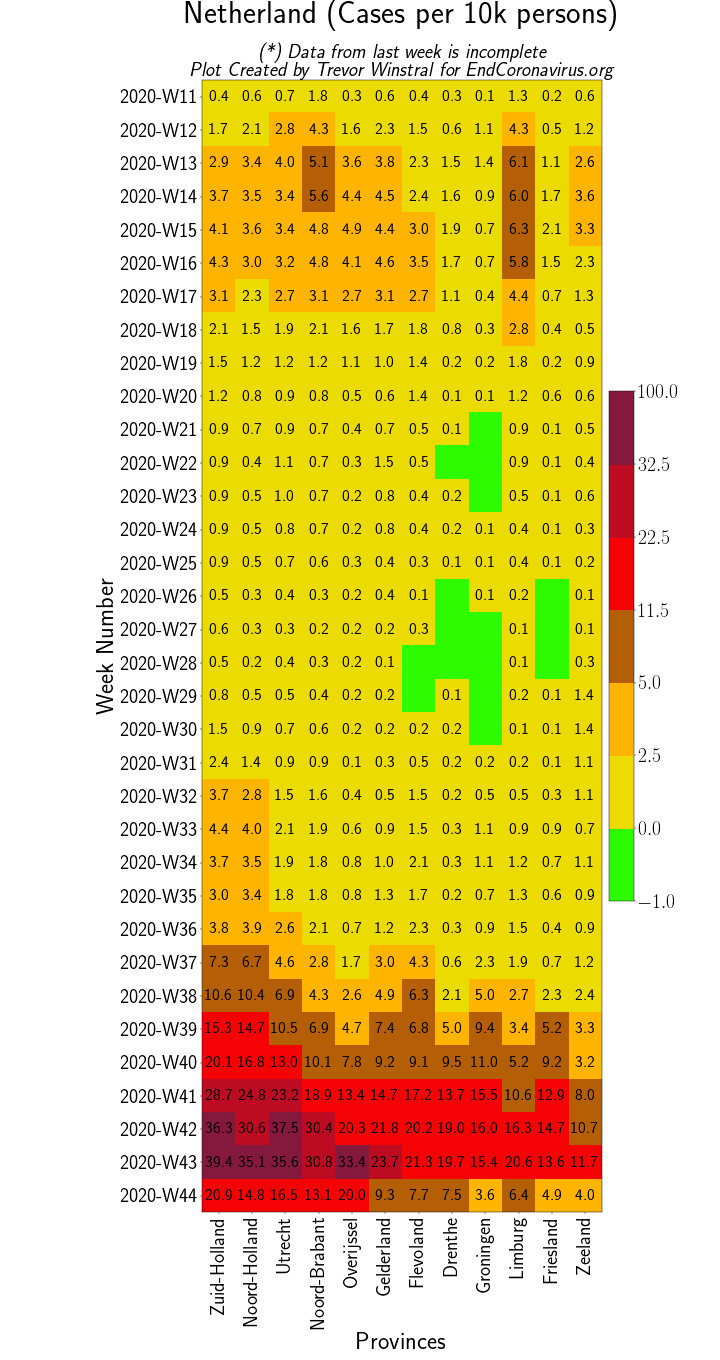 Netherland (Cases per 10k persons)
(*) Data from last week is incomplete
Plot Created by Trevor Winstral for EndCoronavirus.org
2020-W11 0.4 0.6 0.7 1.8 0.3 0.6 0.4 0.3 0.1 1.3 0.2 0.6
2020-W12 1.7 2.1 2.8 4.3 1.6 2.3 1.5 0.6 1.1 4.3 0.5 1.2
2020-W13 2.9 3.4 4.0 5.1 3.6 3.8 2.3 1.5 1.4 6.1 1.1 2.6
2020-W14 3.7 3.5 3.4 5.6 4.4 4.5 2.4 1.6 0.9 6.0 1.7 3.6
2020-W15 4.1 3.6 3.4 4.8 4.9 4.4 3.0 1.9 0.7 6.3 2.1 3.3
2020-W16 4.3 3.0 3.2 4.8 4.1 4.6 3.5 1.7 0.7 5.8 1.5 2.3
2020-W17 3.1 2.3 2.7 3.1 2.7 3.1 2.7 1.1 0.4 4.4 0.7 1.3
2020-W18 2.1 1.5 1.9 2.1 1.6 1.7 1.8 0.8 0.3 2.8 0.4 0.5
2020-W19 1.5 1.2 1.2 1.2 1.1 1.0 1.4 0.2 0.2 1.8 0.2 0.9
2020-W20 1.2 0.8 0.9 0.8 0.5 0.6 1.4 0.1 0.1 1.2 0.6 0.6
2020-W21 0.9 0.7 0.9 0.7 0.4 0.7 0.5 0.1 0.9 0.1 0.5
2020-W22 0.9 0.4 1.1 0.7 0.3 1.5 0.5 0.9 0.1 0.4
2020-W23 0.9 0.5 1.0 0.7 0.2 0.8 0.4 0.2 0.5 0.1 0.6
2020-W24 0.9 0.5 0.8 0.7 0.2 0.8 0.4 0.2 0.1 0.4 0.1 0.3
2020-W25 0.9 0.5 0.7 0.6 0.3 0.4 0.3 0.1 0.1 0.4 0.1 0.2
2020-W26 0.5 0.3 0.4 0.3 0.2 0.4 0.1 0.1 0.2 0.1
2020-W27 0.6 0.3 0.3 0.2 0.2 0.2 0.3 0.1 0.1
2020-W28 0.5 0.2 0.4 0.3 0.2 0.1 0.1 0.3
2020-W29 0.8 0.5 0.5 0.4 0.2 0.2 0.1 0.2 0.1 1.4
2020-W30 1.5 0.9 0.7 0.6 0.2 0.2 0.2 0.2 0.1 0.1 1.4
2020-W31 2.4 1.4 0.9 0.9 0.1 0.3 0.5 0.2 0.2 0.2 0.1 1.1
2020-W32 3.7 2.8 1.5 1.6 0.4 0.5 1.5 0.2 0.5 0.5 0.3 1.1
2020-W33 4.4 4.0 2.1 1.9 0.6 0.9 1.5 0.3 1.1 0.9 0.9 0.7
2020-W34 3.7 3.5 1.9 1.8 0.8 1.0 2.1 0.3 1.1 1.2 0.7 1.1
2020-W35 3.0 3.4 1.8 1.8 0.8 1.3 1.7 0.2 0.7 1.3 0.6 0.9
2020-W36 3.8 3.9 2.6 2.1 0.7 1.2 2.3 0.3 0.9 1.5 0.4 0.9
2020-W37 7.3 6.7 4.6 2.8 1.7 3.0 4.3 0.6 2.3 1.9 0.7 1.2
2020-W38 10.6 10.4 6.9 4.3 2.6 4.9 6.3 2.1 5.0 2.7 2.3 2.4
2020-W39 15.3 14.7 10.5 6.9 4.7 7.4 6.8 5.0 9.4 3.4 5.2 3.3
2020-W40 20.1 16.8 13.0 10.1 7.8 9.2 9.1 9.5 11.0 5.2 9.2 3.2
2020-W41 28.7 24.8 23.2 18.9 13.4 14.7 17.2 13.7 15.5 10.6 12.9 8.0
2020-W42 36.3 30.6 37.5 30.4 20.3 21.8 20.2 19.0 16.0 16.3 14.7 10.7
2020-W43 39.4 35.1 35.6 30.8 33.4 23.7 21.3 19.7 15.4 20.6 13.6 11.7
2020-W44 20.9 14.8 16.5 13.1 20.0 9.3 7.7 7.5 3.6 6.4 4.9 4.0
Week Number
Zuid-Holland
Noord-Holland
Utrecht
Noord-Brabant
Overijssel
Gelderland
Flevoland
Drenthe
Groningen
Limburg
Friesland
Zeeland
Provinces
100.0
32.5
22.5
11.5
5.0
2.5
0.0
−1.0